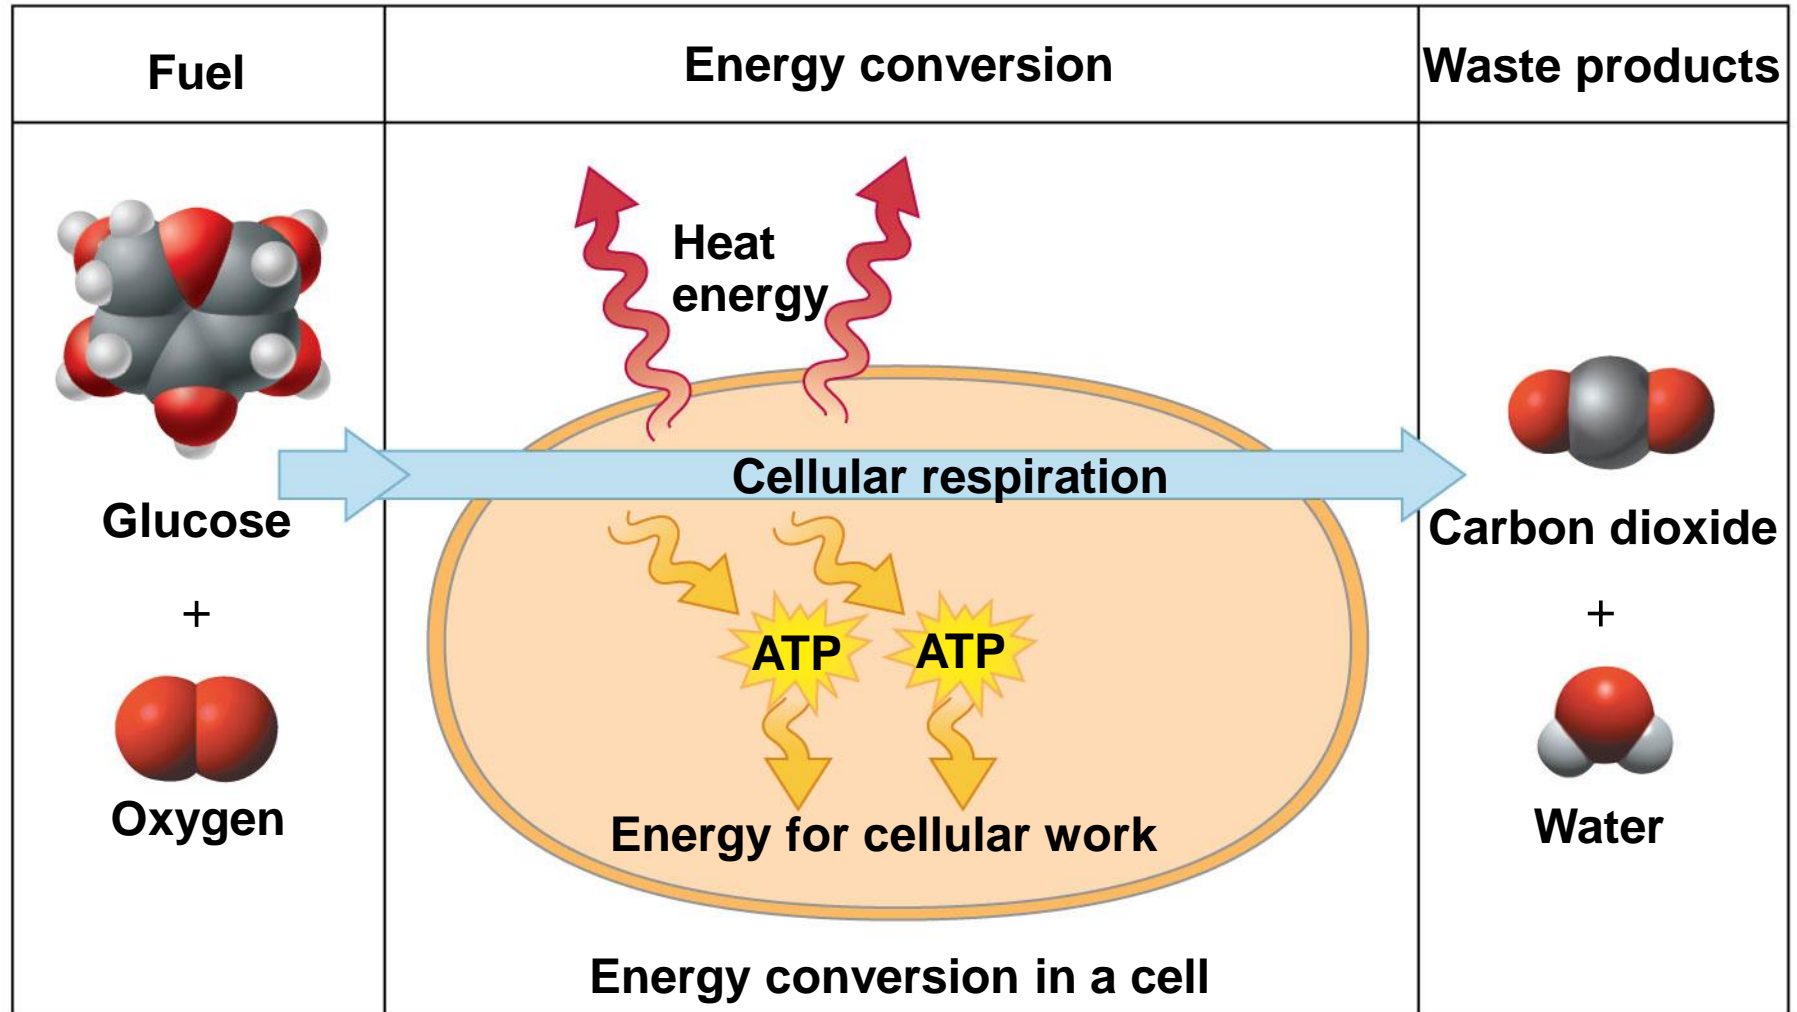 Fuel
Energy conversion
Waste products
Heat
energy
Cellular respiration
Glucose
+
Oxygen
ATP
ATP
Energy for cellular work
Carbon dioxide
+
Water
Energy conversion in a cell